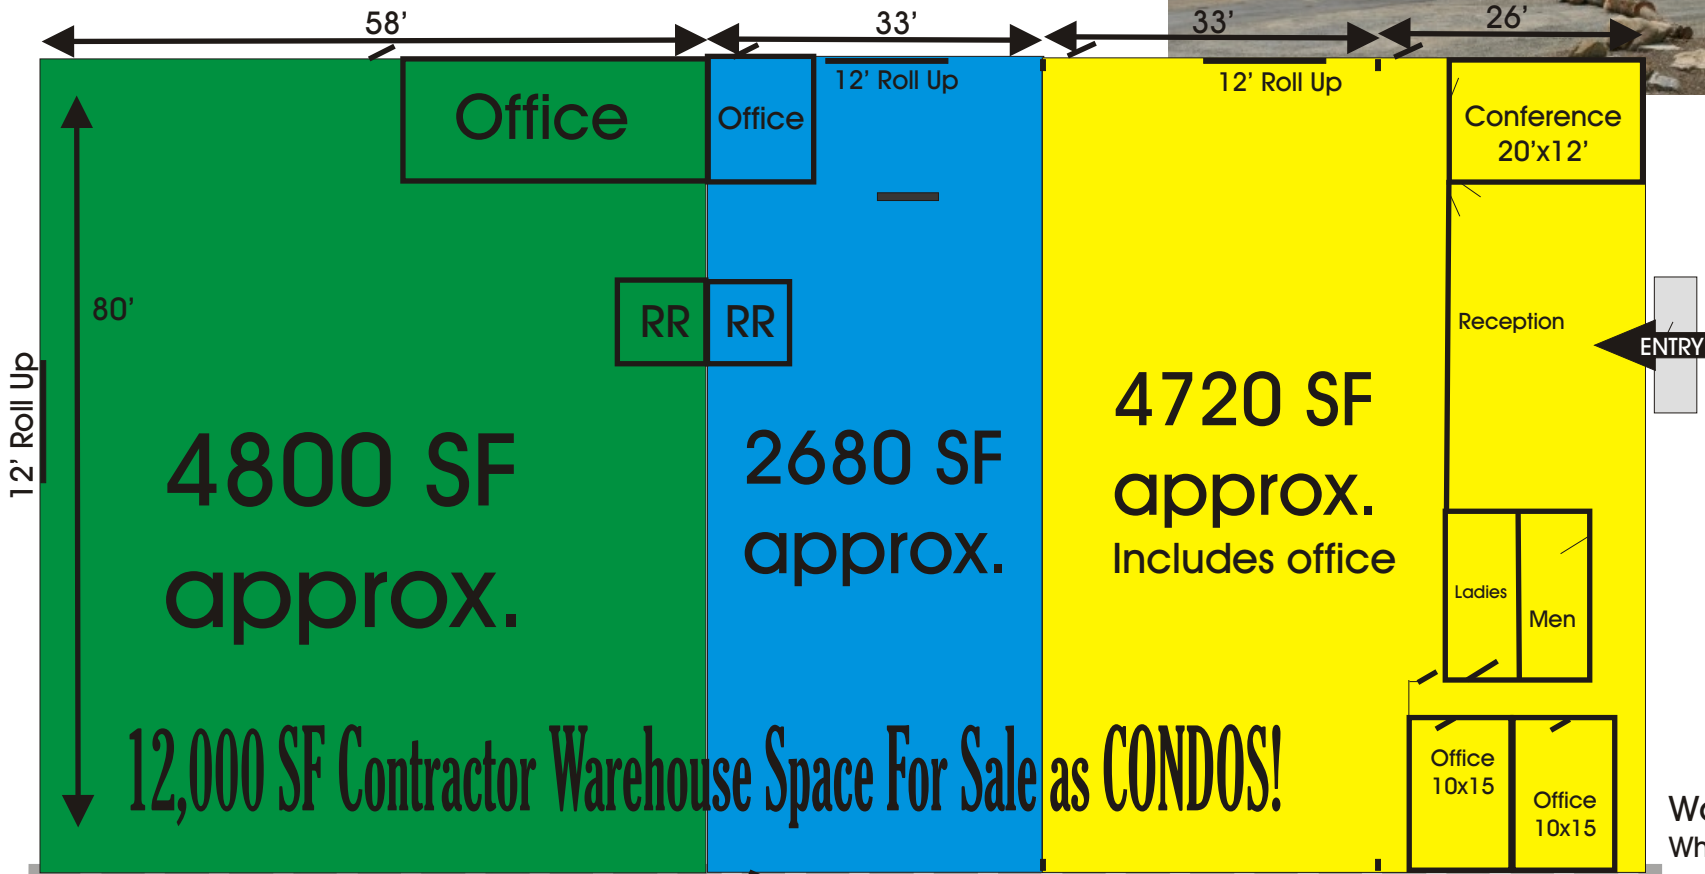 58’
33’
33’
26’
12’ Roll Up
12’ Roll Up
Office
Office
Conference
20’x12’
80’
RR
RR
Reception
ENTRY
12’ Roll Up
4800 SF
approx.
2680 SF
approx.
4720 SF
approx.
Includes office
Ladies
Men
12,000 SF Contractor Warehouse Space For Sale as CONDOS!
Office
10x15
Office
10x15